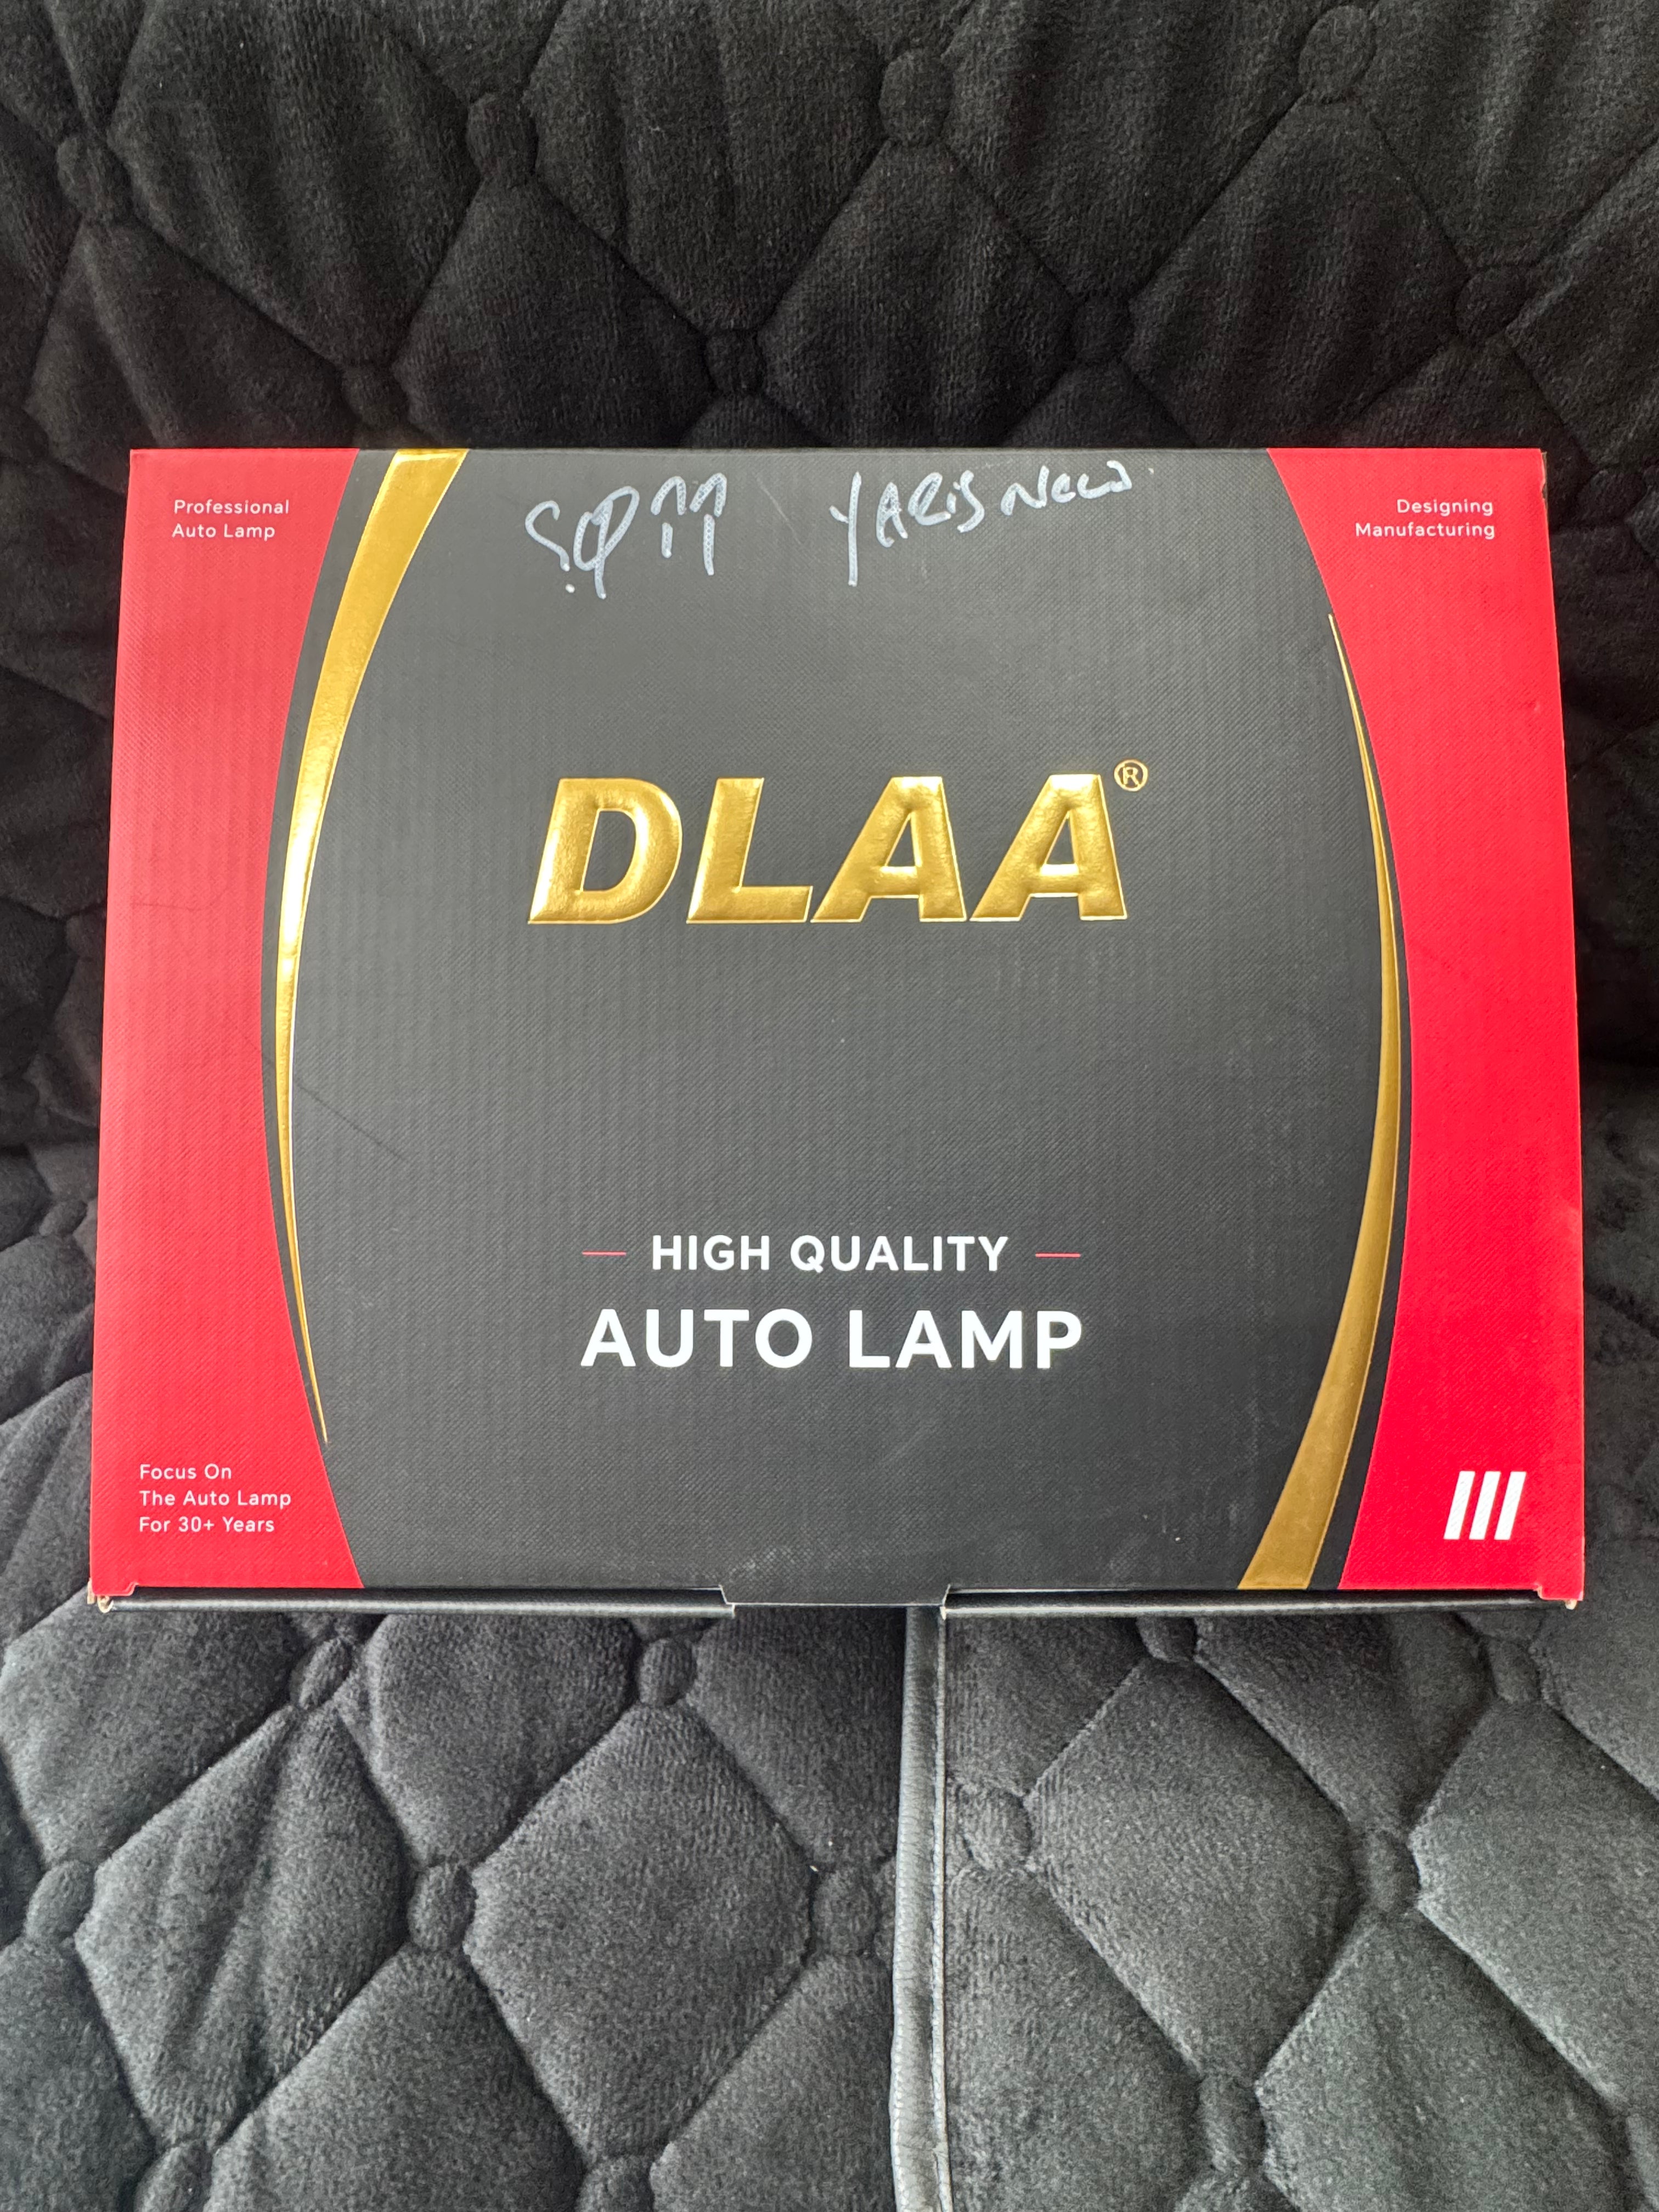 YARIS New
Professional
Auto Lamp
Designing
Manufacturing
DLAA®
HIGH QUALITY
AUTO LAMP
Focus On
The Auto Lamp
For 30+ Years